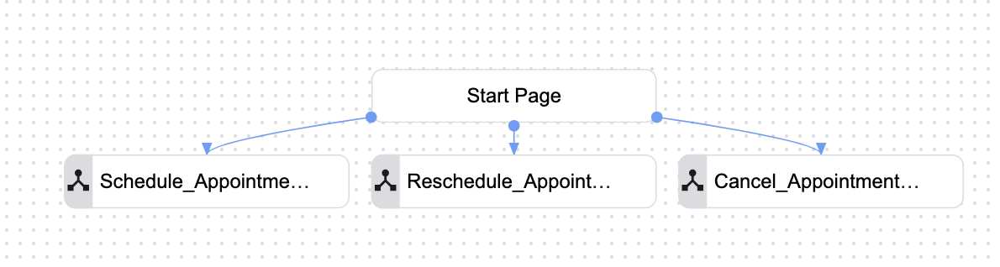 Start Page
Schedule_Appointme...
Reschedule_Appoint...
Cancel_Appointment...